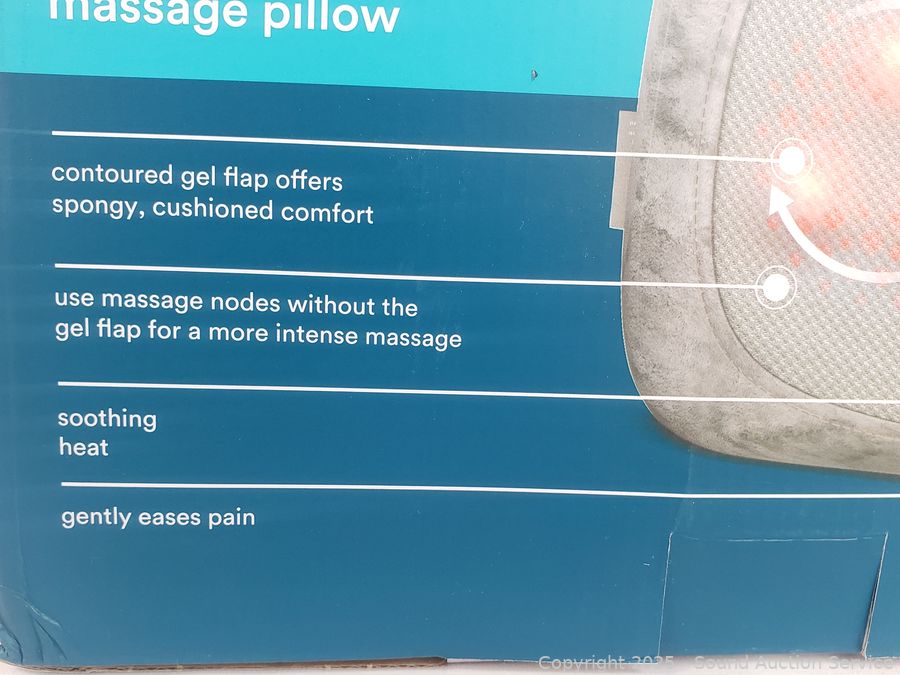 massage pillow
contoured gel flap offers
spongy, cushioned comfort
use massage nodes without the
gel flap for a more intense massage
soothing
heat
gently eases pain
Copyright 2025 - Sound Auction Service